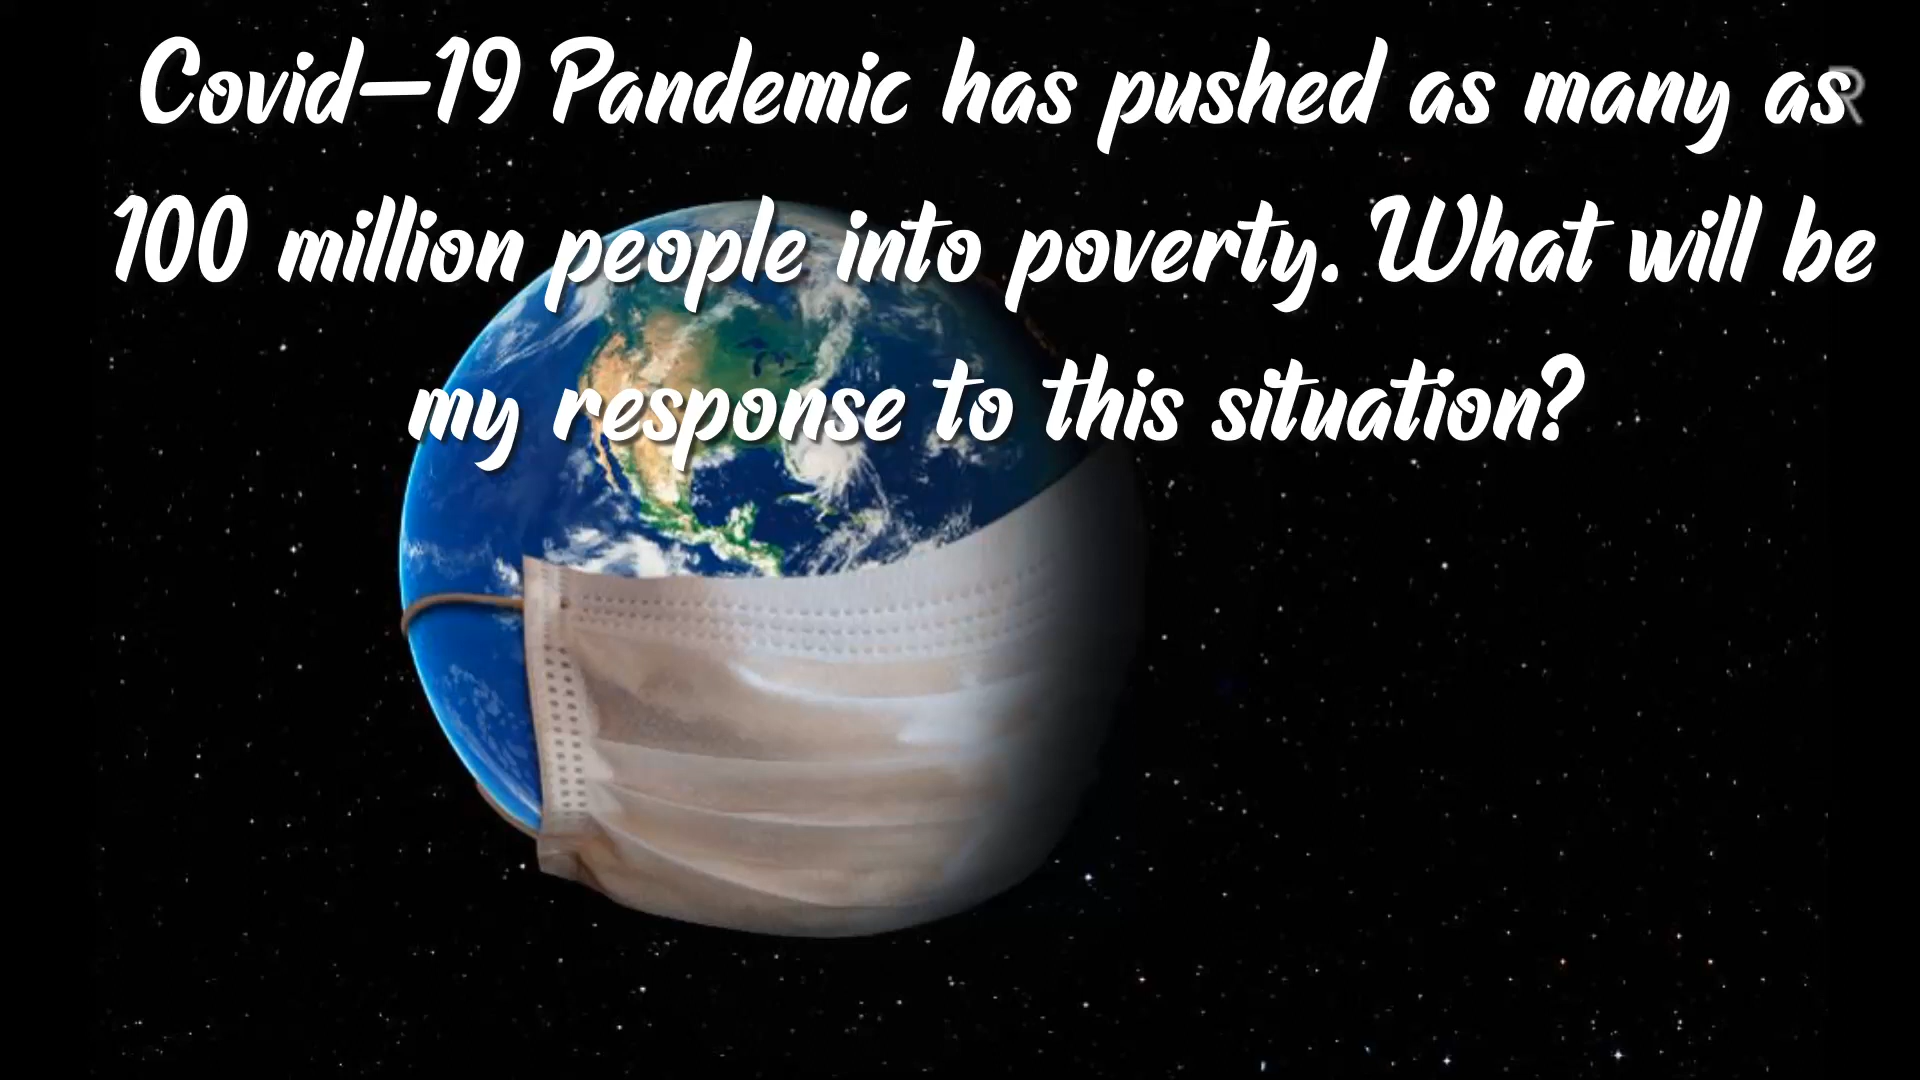 Covid-19 Pandemic has pushed as many as
100 million people into poverty. What will be
my response to this situation?
R